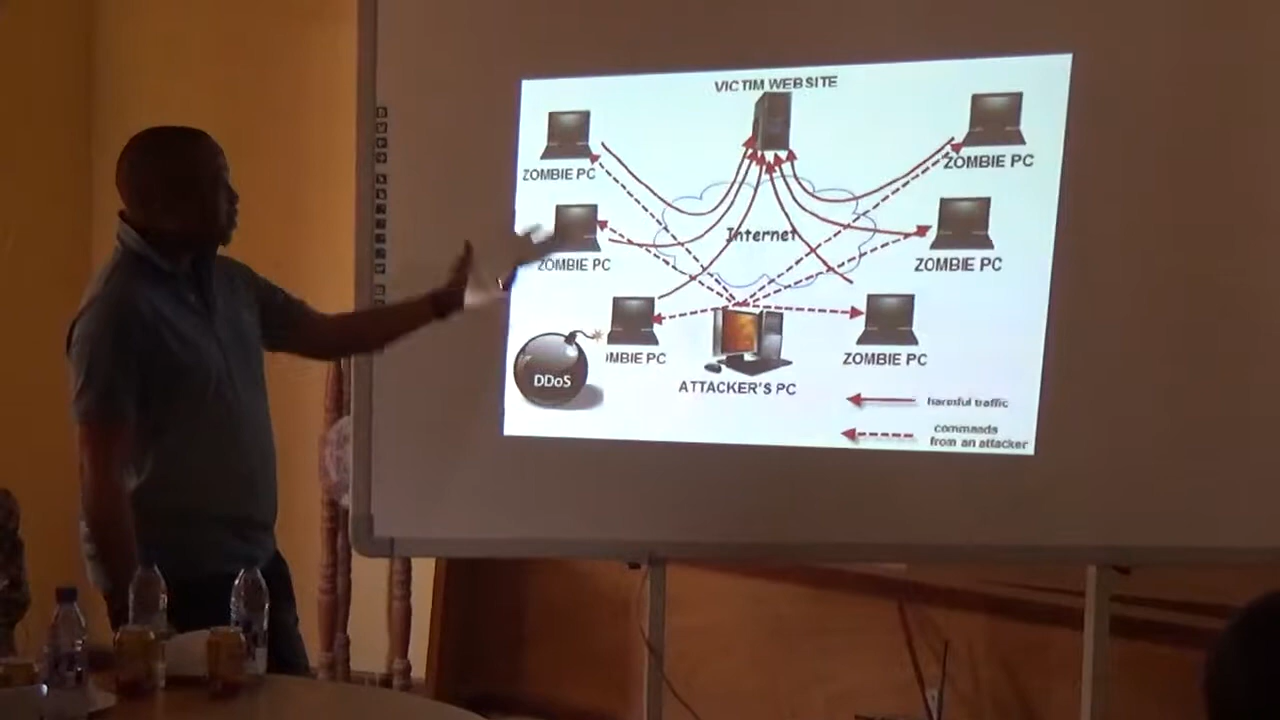 VICTIM WEBSITE
ZOMBIE PC
ZOMBIE PC
Internet
ZOMBIE PC
ZOMBIE PC
MBIE PC
ZOMBIE PC
DDoS
ATTACKER'S PC
harmful traffic
commands
from an attacker